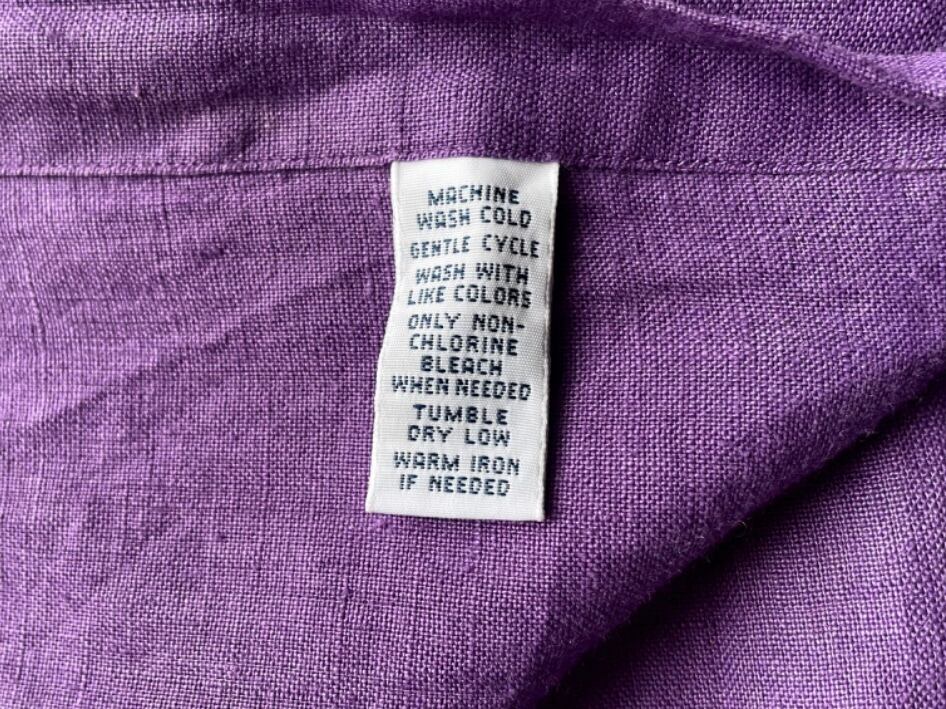 MACHINE
WASH COLD
GENTLE CYCLE
WASH WITH
LIKE COLORS
ONLY NON-
CHLORINE
BLEACH
WHEN NEEDED
TUMBLE
DRY LOW
WARM IRON
IF NEEDED